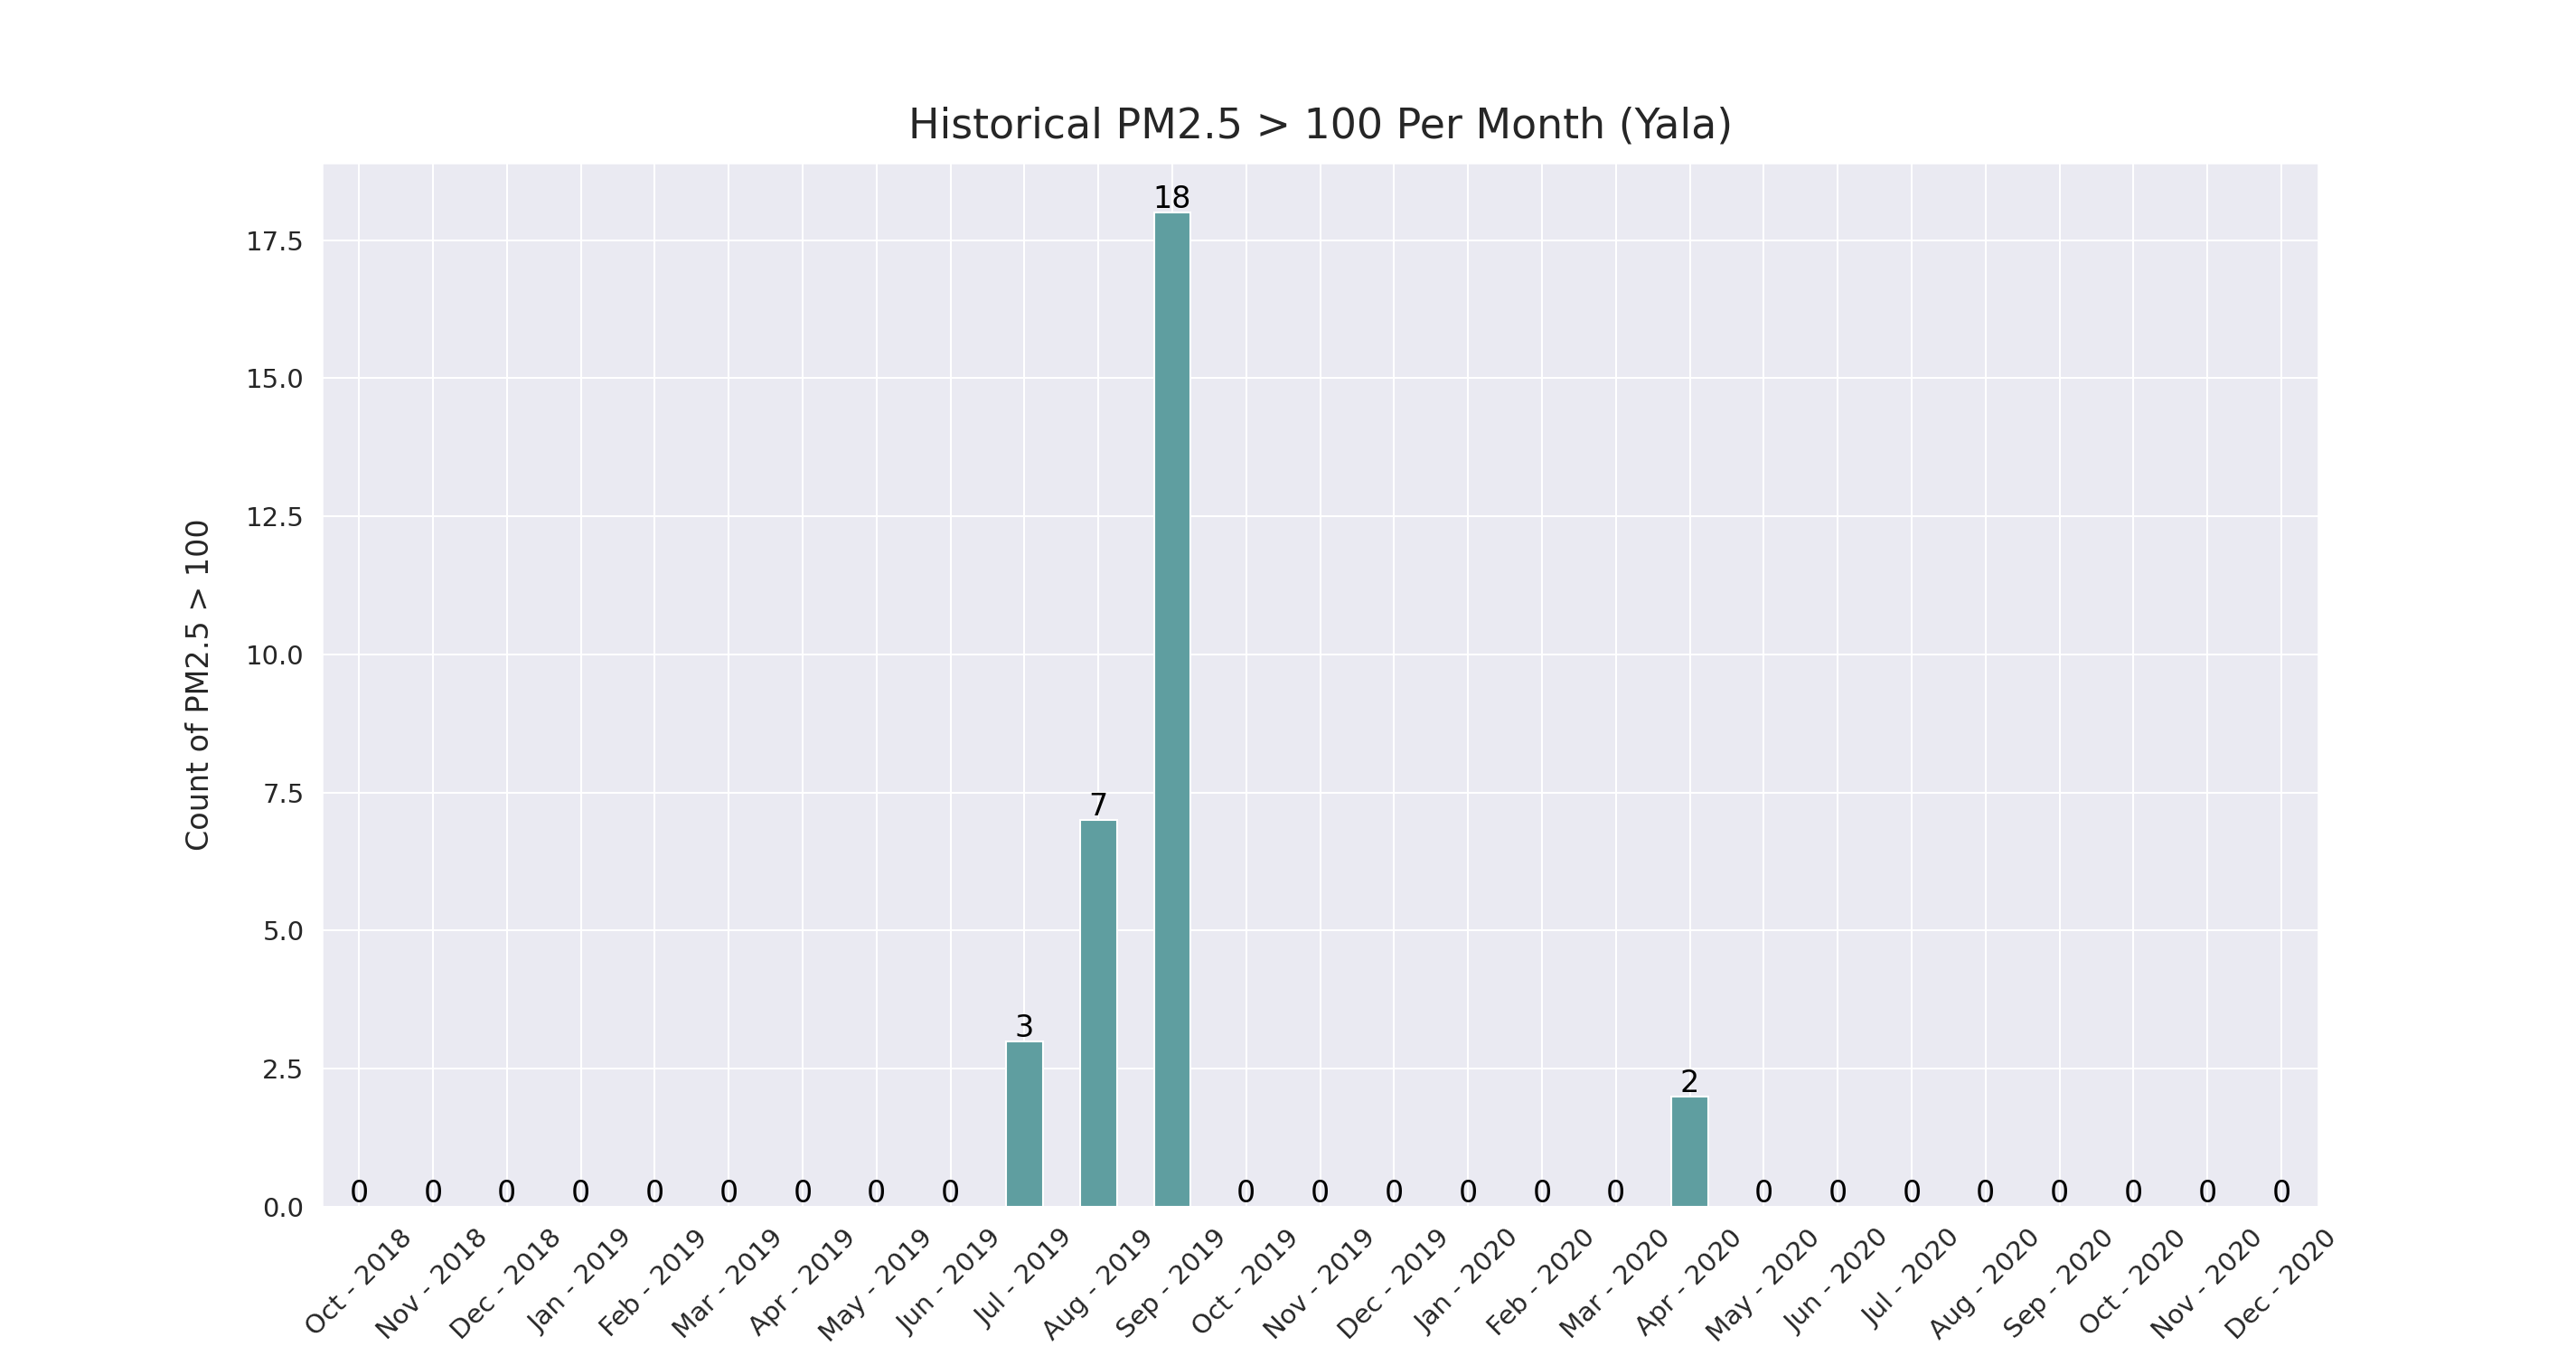 Historical PM2.5 > 100 Per Month (Yala)
Count of PM2.5 > 100
17.5
15.0
12.5
10.0
7.5
5.0
2.5
0.0
18
7
3
2
0 0 0 0 0 0 0 0 0 0 0 0 0 0 0 0 0 0 0 0 0 0 0
Oct - 2018
Nov - 2018
Dec - 2018
Jan - 2019
Feb - 2019
Mar - 2019
Apr - 2019
May - 2019
Jun - 2019
Jul - 2019
Aug - 2019
Sep - 2019
Oct - 2019
Nov - 2019
Dec - 2019
Jan - 2020
Feb - 2020
Mar - 2020
Apr - 2020
May - 2020
Jun - 2020
Jul - 2020
Aug - 2020
Sep - 2020
Oct - 2020
Nov - 2020
Dec - 2020